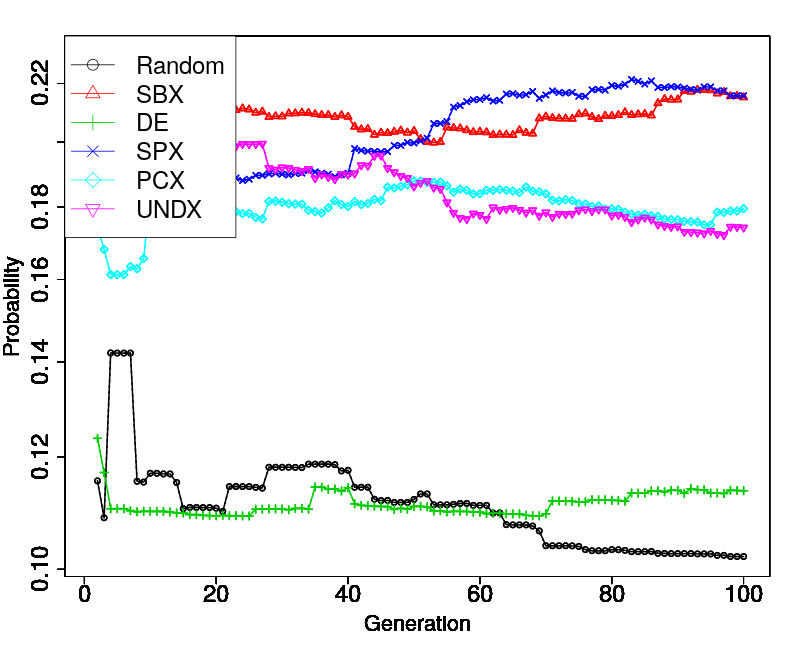 Random
SBX
DE
SPX
PCX
UNDX
0.22
0.18
0.16
0.14
0.12
0.10
Probability
0 20 40 60 80 100
Generation